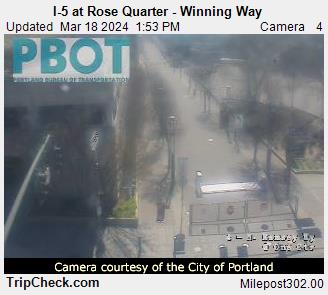 I-5 at Rose Quarter - Winning Way
Updated Mar 18 2024 1:53 PM Camera 4
PBOT
PORTLAND BUREAU OF TRANSPORTATION
Camera courtesy of the City of Portland
TripCheck.com Milepost302.00